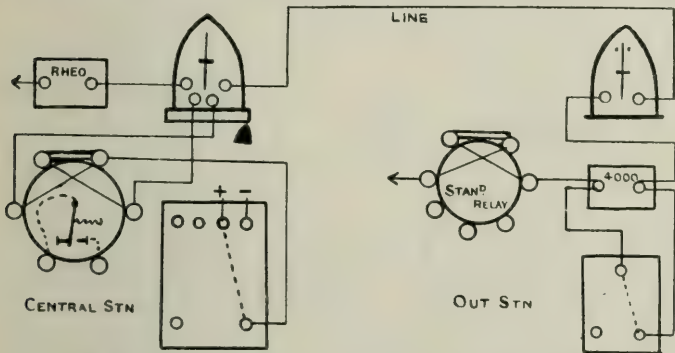 LINE
RHEO
4000
STAND RELAY
+ −
CENTRAL STN
OUT STN